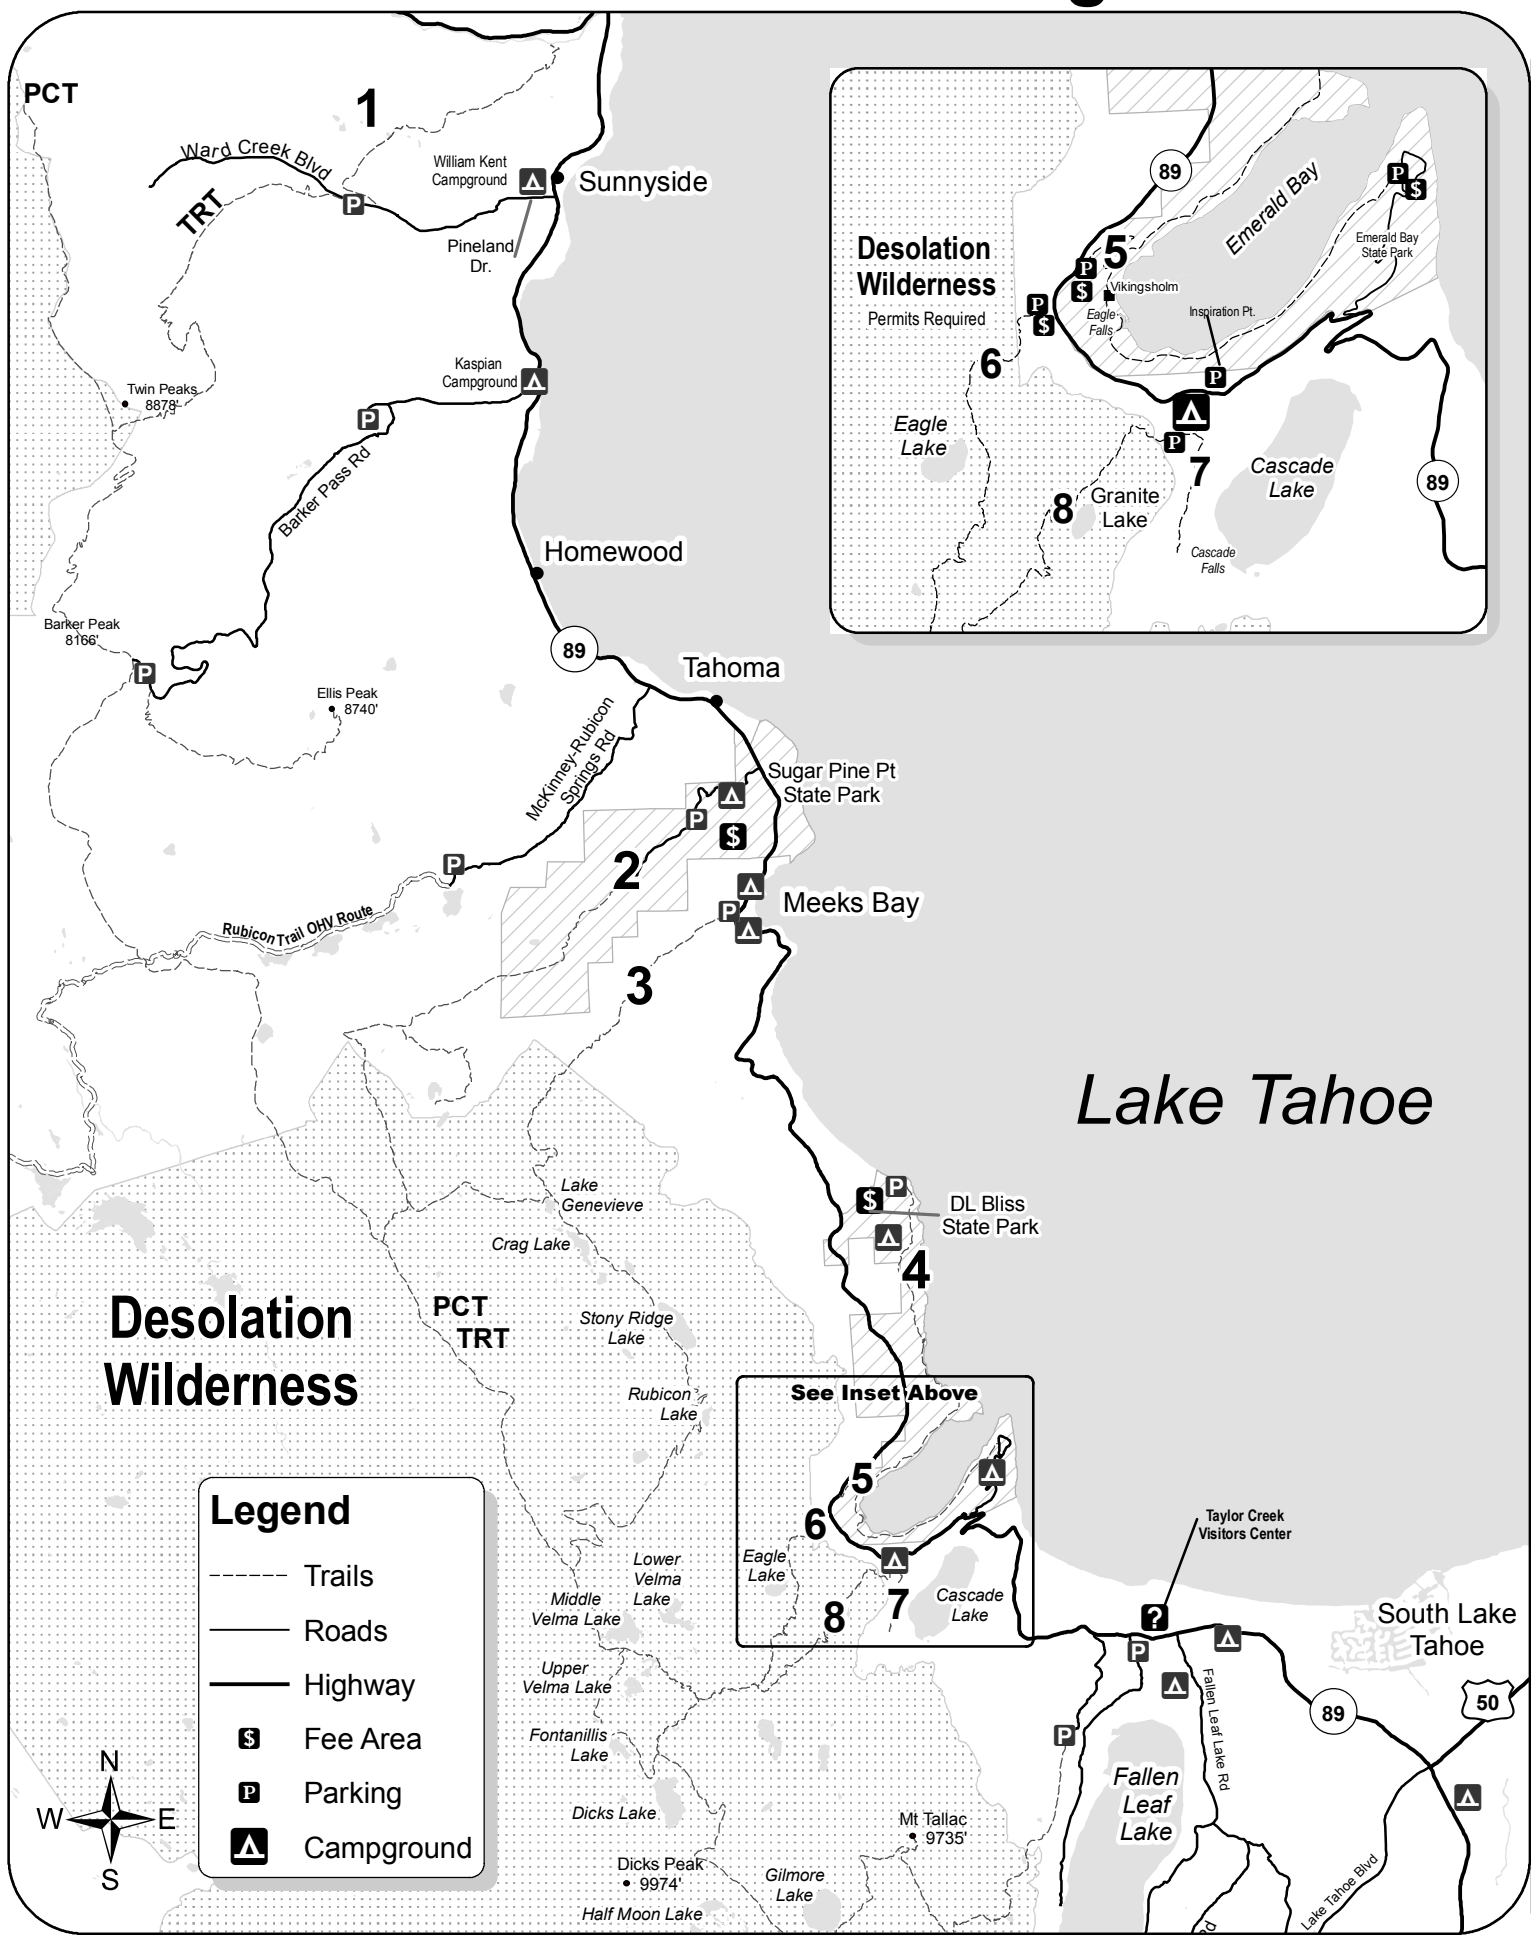 PCT
1
Ward Creek Blvd
TRT
P
William Kent
Campground
Sunnyside
Pineland
Dr.
Twin Peaks
8878'
Kaspian
Campground
P
Barker Pass Rd
Homewood
Barker Peak
8166'
P
89
Ellis Peak
8740'
Tahoma
McKinney-Rubicon
Springs Rd
Sugar Pine Pt
State Park
P
$
2
P
Rubicon Trail OHV Route
P
Meeks Bay
3
Lake Tahoe
Lake
Genevieve
Crag Lake
P
$
DL Bliss
State Park
4
Desolation
Wilderness
PCT
TRT
Stony Ridge
Lake
Rubicon
Lake
See Inset Above
5
6
Eagle
Lake
8
7
Cascade
Lake
Lower
Velma
Lake
Middle
Velma Lake
Upper
Velma Lake
Fontanillis
Lake
Dicks Lake
Dicks Peak
9974'
Half Moon Lake
Gilmore
Lake
Mt Tallac
9735'
Taylor Creek
Visitors Center
?
P
P
Fallen Leaf Lake Rd
Fallen
Leaf
Lake
South Lake
Tahoe
50
89
Lake Tahoe Blvd
Rd
Desolation
Wilderness
Permits Required
89
Emerald Bay
P
$
Emerald Bay
State Park
5
P
$
Vikingsholm
Eagle
Falls
P
$
Inspiration Pt.
P
6
Eagle
Lake
P
7
8
Granite
Lake
Cascade
Lake
Cascade
Falls
89
Legend
Trails
Roads
Highway
$ Fee Area
P Parking
Campground
N
W E
S